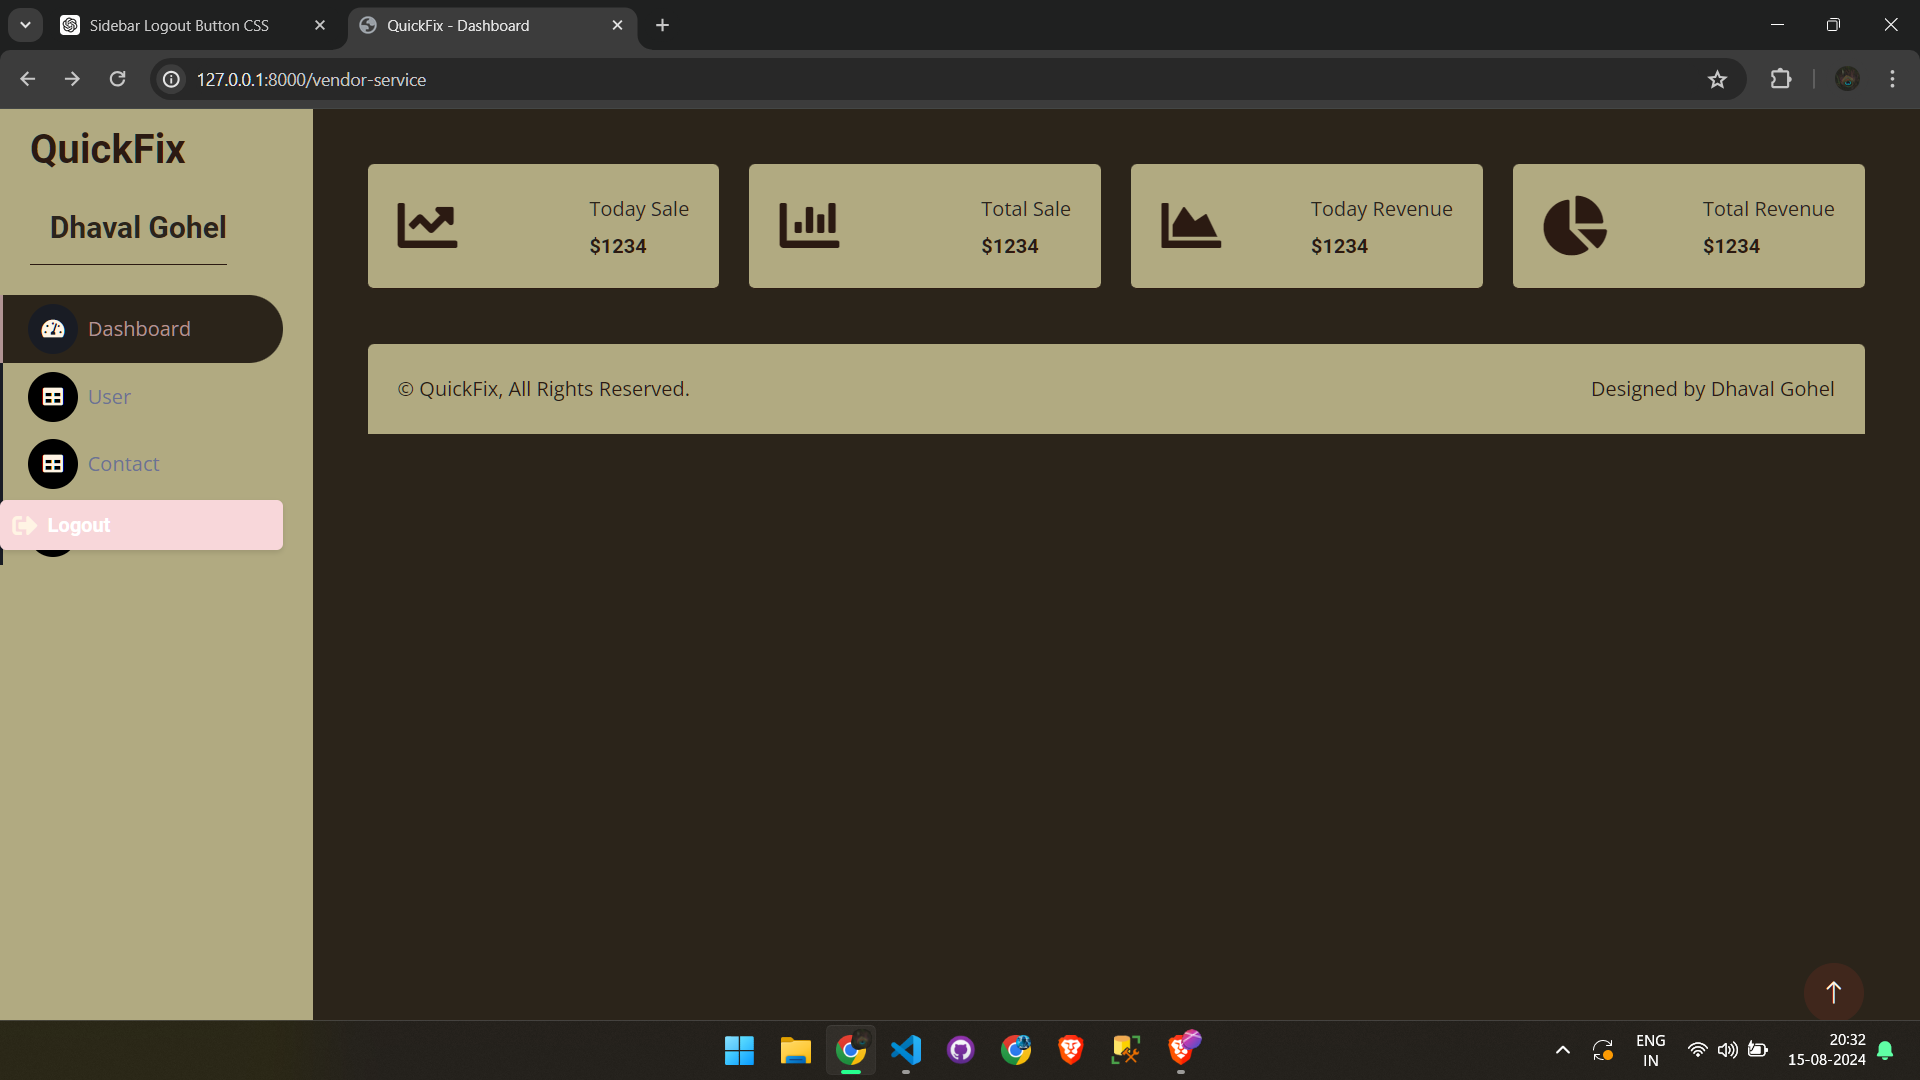 Sidebar Logout Button CSS
QuickFix - Dashboard
127.0.0.1:8000/vendor-service
QuickFix
Dhaval Gohel
Dashboard
User
Contact
Logout
Today Sale
$1234
Total Sale
$1234
Today Revenue
$1234
Total Revenue
$1234
© QuickFix, All Rights Reserved.
Designed by Dhaval Gohel
ENG
IN
20:32
15-08-2024